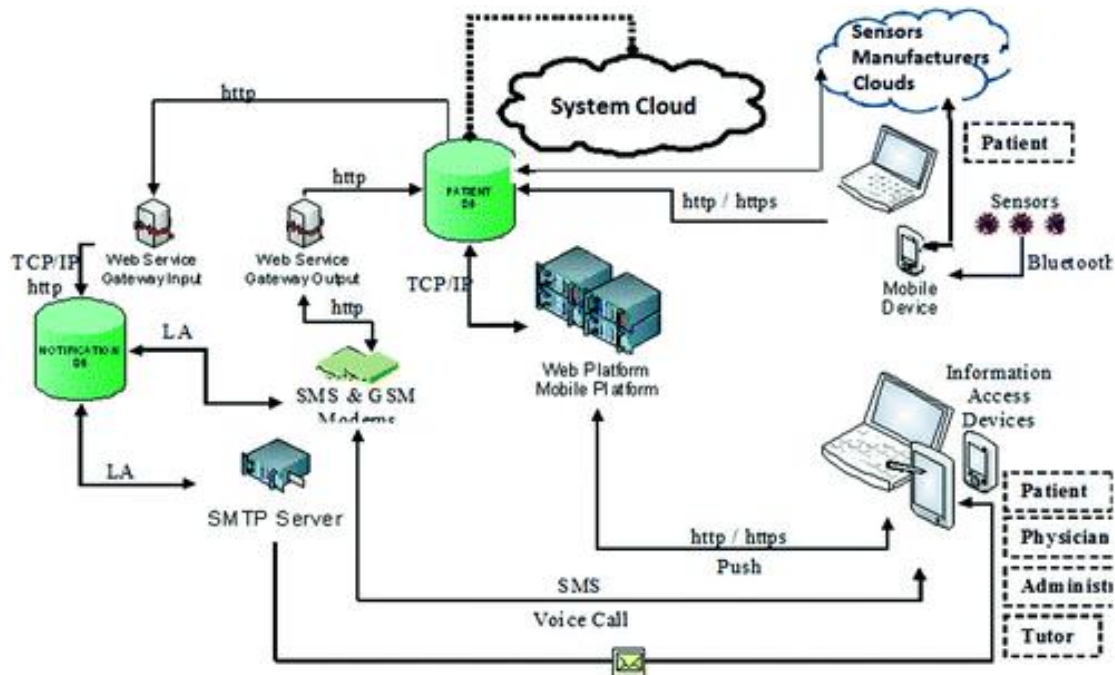 Sensors
Manufacturers
Clouds
System Cloud
http
Patient
PATIENT
DB
http
http / https
Sensors
Bluetooth
Mobile
Device
Web Service
Gateway Input
Web Service
Gateway Output
TCP/IP
http
TCP/IP
http
LA
NOTIFICATION
DB
SMS & GSM
Modems
Web Platform
Mobile Platform
Information
Access
Devices
LA
SMTP Server
Patient
Physician
Administr
Tutor
http / https
Push
SMS
Voice Call